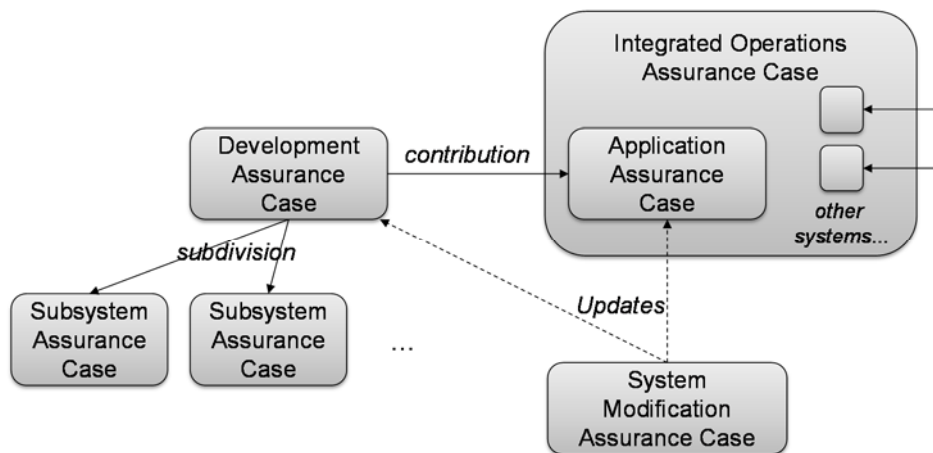 Integrated Operations
Assurance Case
Development
Assurance
Case
contribution
Application
Assurance
Case
other
systems...
subdivision
Subsystem
Assurance
Case
Subsystem
Assurance
Case
...
Updates
System
Modification
Assurance Case